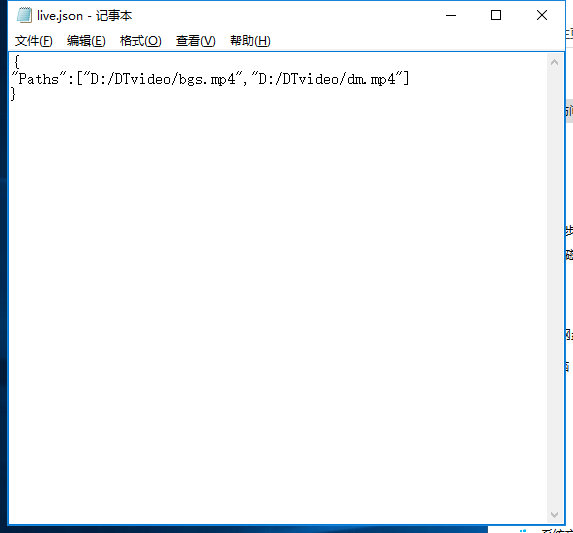 live.json - 记事本
文件(F) 编辑(E) 格式(O) 查看(V) 帮助(H)
{
"Paths":["D:/DTvideo/bgs.mp4","D:/DTvideo/dm.mp4"]
}